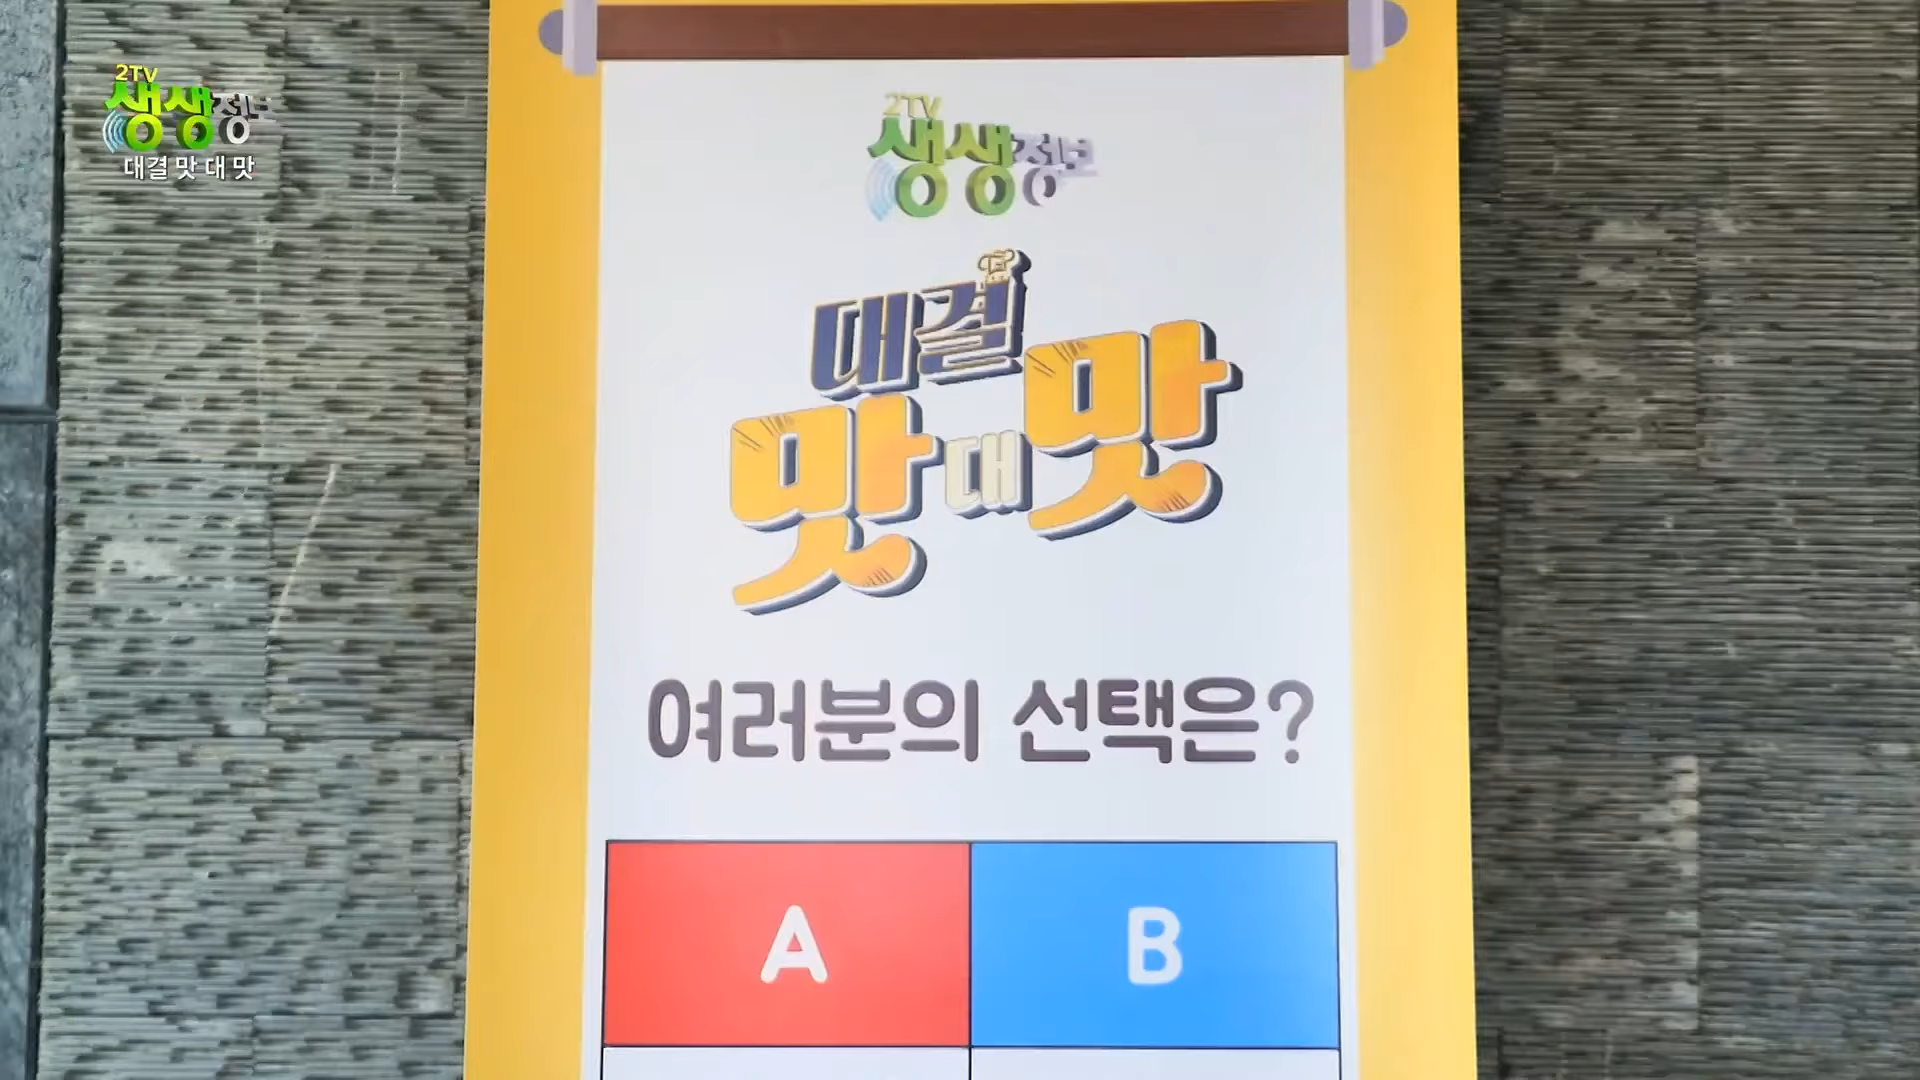 2TV
생생정보
대결 맛 대 맛
2TV
생생정보
대결
맛 대 맛
여러분의 선택은?
A B